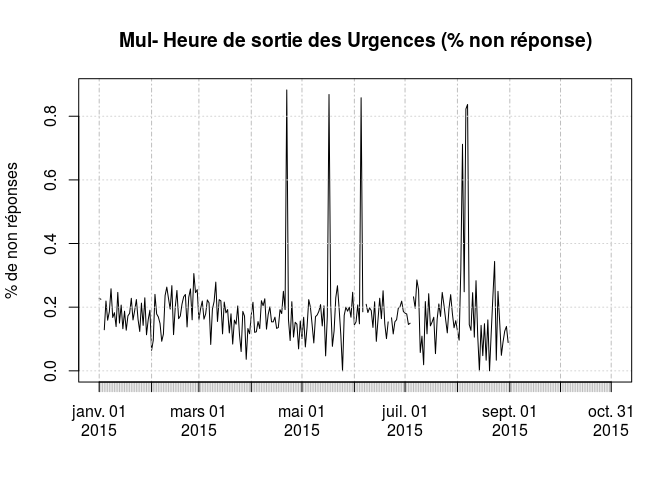 Mul- Heure de sortie des Urgences (% non réponse)
% de non réponses
0.8
0.6
0.4
0.2
0.0
janv. 01 mars 01 mai 01 juil. 01 sept. 01 oct. 31
2015 2015 2015 2015 2015 2015